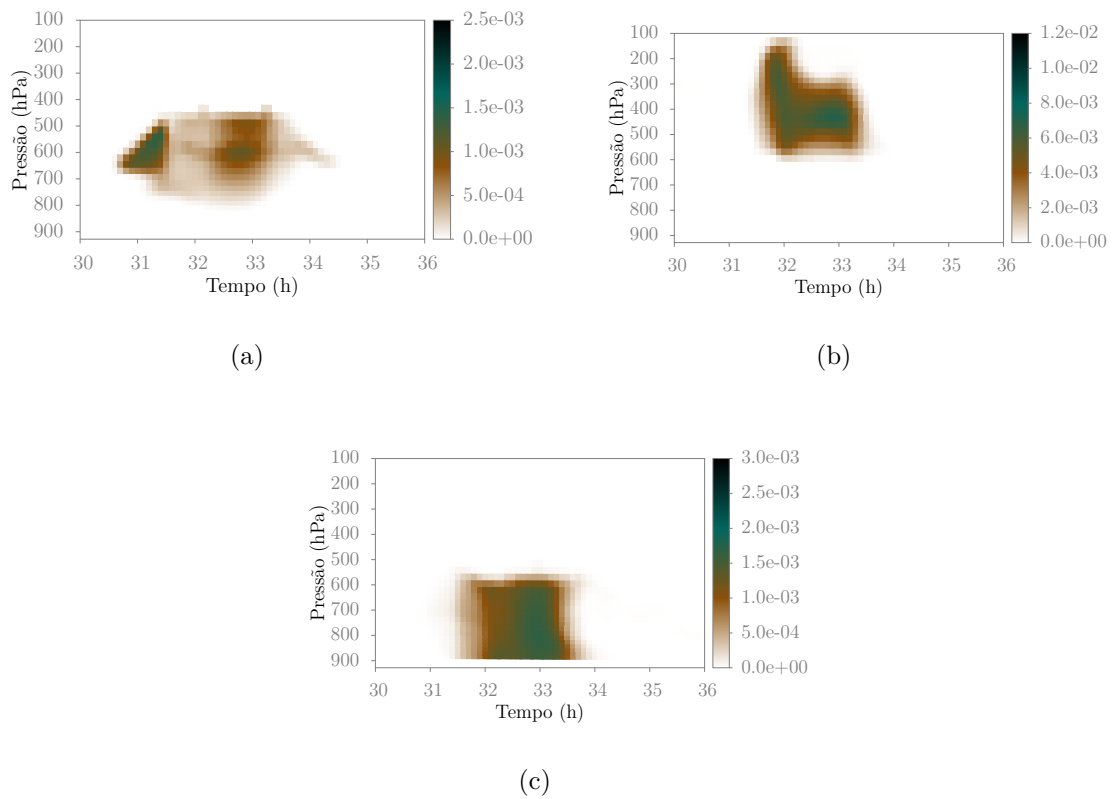 100
200
300
400
500
600
700
800
900
Pressão (hPa)
30 31 32 33 34 35 36
Tempo (h)
2.5e-03
2.0e-03
1.5e-03
1.0e-03
5.0e-04
0.0e+00
(a)
100
200
300
400
500
600
700
800
900
Pressão (hPa)
30 31 32 33 34 35 36
Tempo (h)
1.2e-02
1.0e-02
8.0e-03
6.0e-03
4.0e-03
2.0e-03
0.0e+00
(b)
100
200
300
400
500
600
700
800
900
Pressão (hPa)
30 31 32 33 34 35 36
Tempo (h)
3.0e-03
2.5e-03
2.0e-03
1.5e-03
1.0e-03
5.0e-04
0.0e+00
(c)